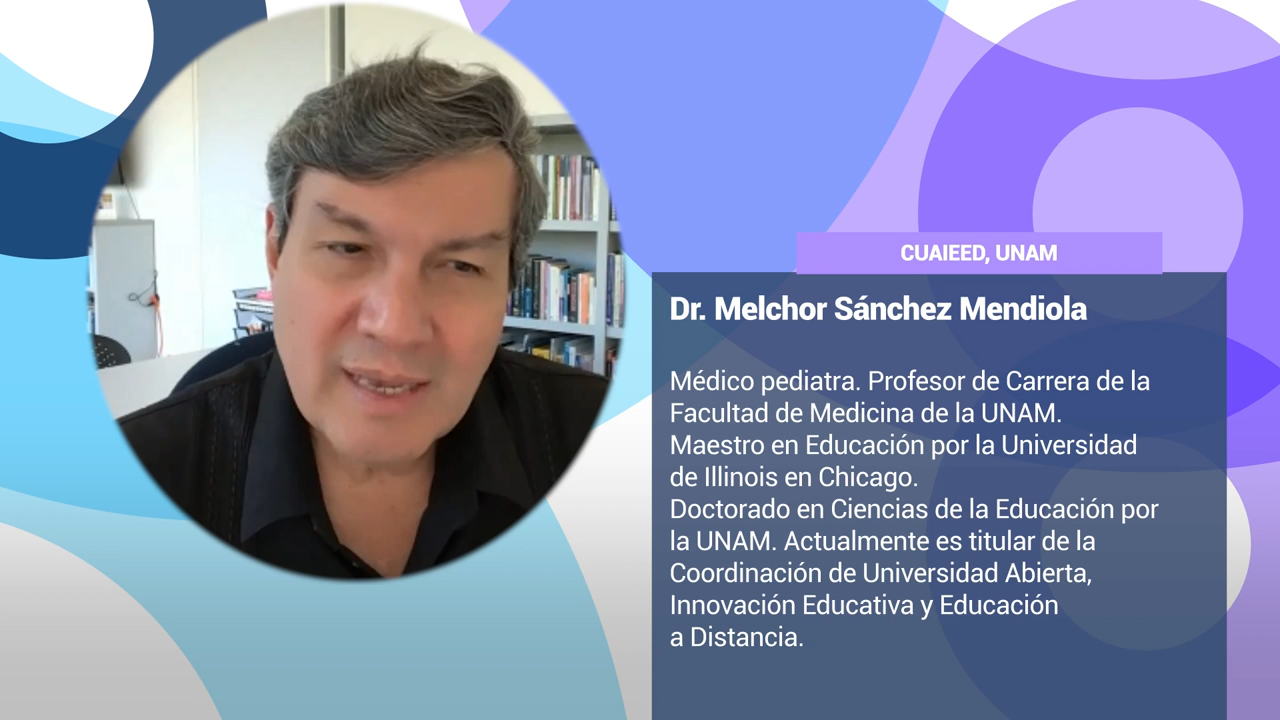 CUAIEED, UNAM
Dr. Melchor Sánchez Mendiola
Médico pediatra. Profesor de Carrera de la
Facultad de Medicina de la UNAM.
Maestro en Educación por la Universidad
de Illinois en Chicago.
Doctorado en Ciencias de la Educación por
la UNAM. Actualmente es titular de la
Coordinación de Universidad Abierta,
Innovación Educativa y Educación
a Distancia.